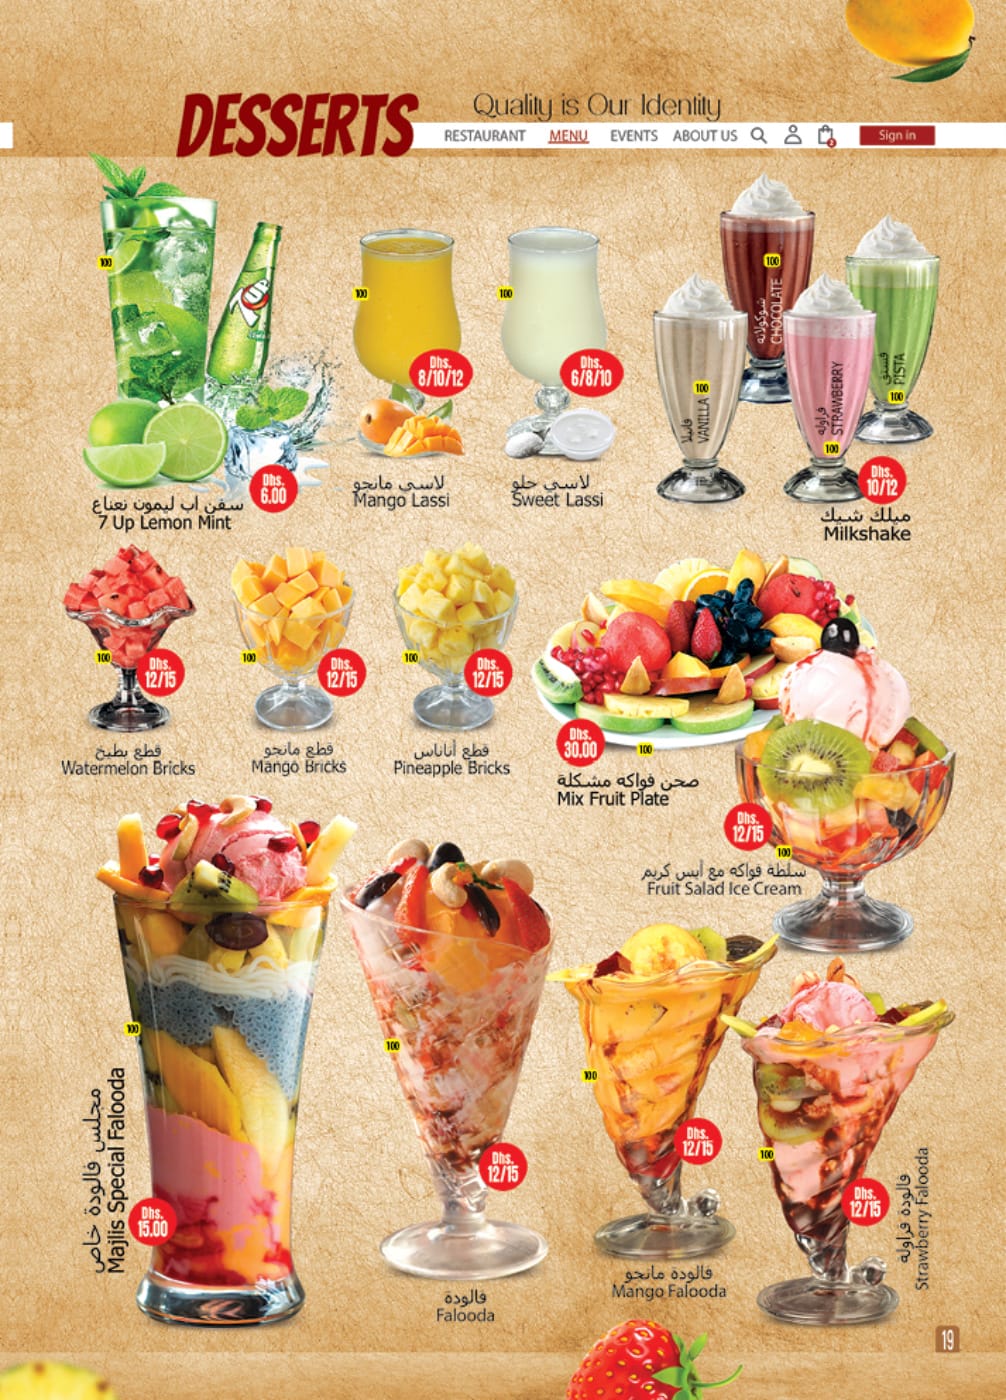 DESSERTS
Quality is Our Identity
RESTAURANT MENU EVENTS ABOUT US 2 Sign in
100
7UP
Dhs.
6.00
سفن اب ليمون نعناع
7 Up Lemon Mint
100
Dhs.
8/10/12
لاسي مانجو
Mango Lassi
100
Dhs.
6/8/10
لاسي حلو
Sweet Lassi
100
شوكولاته
CHOCOLATE
100
فانيلا
VANILLA
فراولة
STRAWBERRY
100
فستق
PISTA
100
Dhs.
10/12
ميلك شيك
Milkshake
100
Dhs.
12/15
قطع بطيخ
Watermelon Bricks
100
Dhs.
12/15
قطع مانجو
Mango Bricks
100
Dhs.
12/15
قطع أناناس
Pineapple Bricks
Dhs.
30.00
100
صحن فواكه مشكلة
Mix Fruit Plate
Dhs.
12/15
100
سلطة فواكه مع أيس كريم
Fruit Salad Ice Cream
100
مجلس فالودة خاص
Majlis Special Falooda
Dhs.
15.00
100
Dhs.
12/15
فالودة
Falooda
100
Dhs.
12/15
فالودة مانجو
Mango Falooda
100
Dhs.
12/15
فالودة فراولة
Strawberry Falooda
19